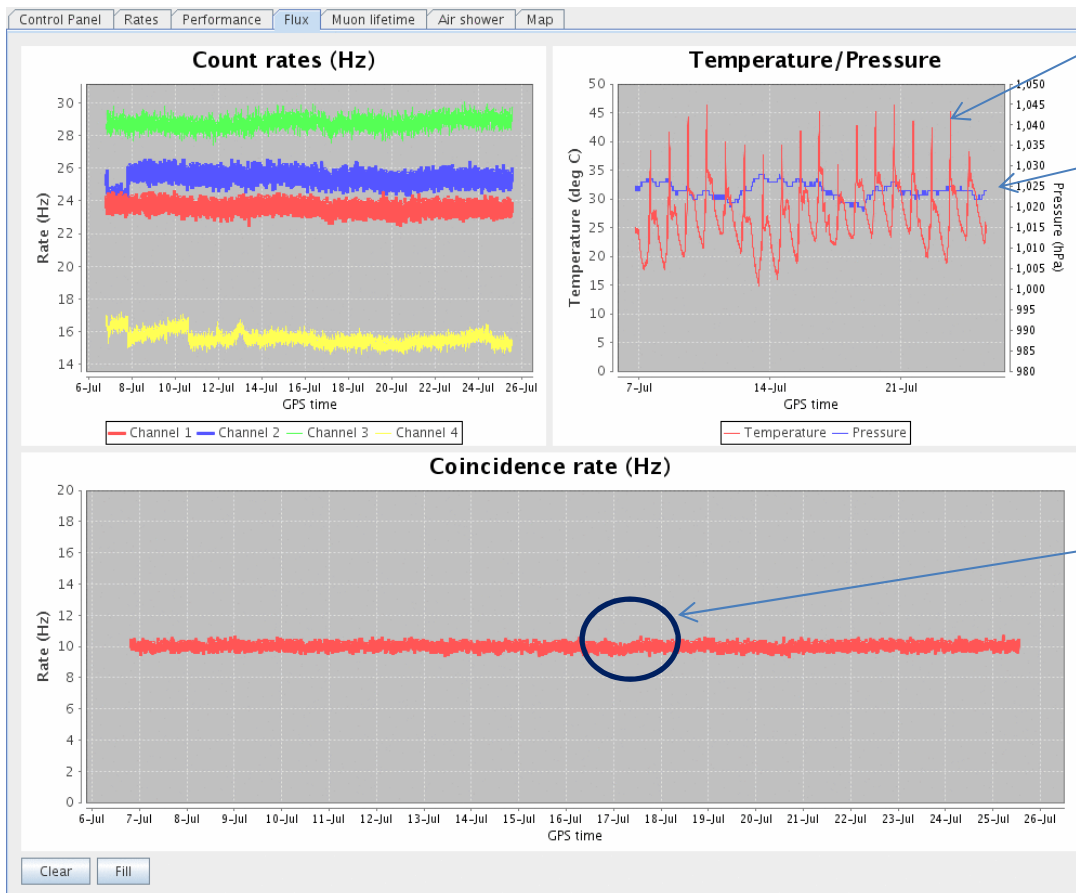 Control Panel Rates Performance Flux Muon lifetime Air shower Map
Count rates (Hz)
30
28
26
24
22
20
18
16
14
Rate (Hz)
6-Jul 8-Jul 10-Jul 12-Jul 14-Jul 16-Jul 18-Jul 20-Jul 22-Jul 24-Jul 26-Jul
GPS time
Channel 1 Channel 2 Channel 3 Channel 4
Temperature/Pressure
50
45
40
35
30
25
20
15
10
5
0
Temperature (deg C)
1,050
1,045
1,040
1,035
1,030
1,025
1,020
1,015
1,010
1,005
1,000
995
990
985
980
Pressure (hPa)
7-Jul 14-Jul 21-Jul
GPS time
Temperature Pressure
Coincidence rate (Hz)
20
18
16
14
12
10
8
6
4
2
0
Rate (Hz)
6-Jul 7-Jul 8-Jul 9-Jul 10-Jul 11-Jul 12-Jul 13-Jul 14-Jul 15-Jul 16-Jul 17-Jul 18-Jul 19-Jul 20-Jul 21-Jul 22-Jul 23-Jul 24-Jul 25-Jul 26-Jul
GPS time
Clear Fill